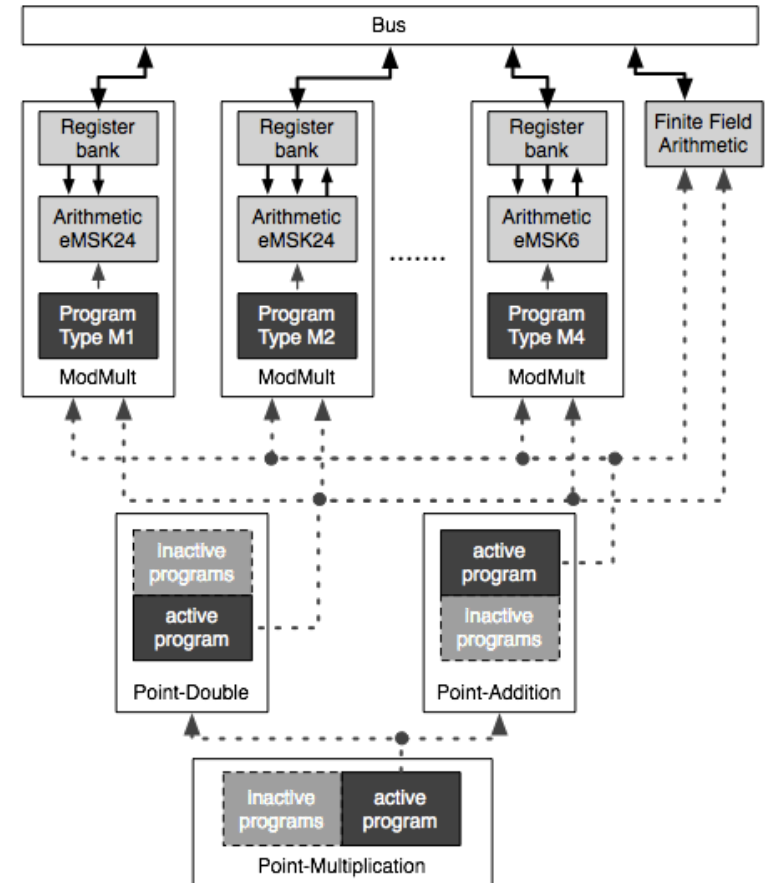 Bus
Register
bank
Arithmetic
eMSK24
Program
Type M1
ModMult
Register
bank
Arithmetic
eMSK24
Program
Type M2
ModMult
.......
Register
bank
Arithmetic
eMSK6
Program
Type M4
ModMult
Finite Field
Arithmetic
inactive
programs
active
program
Point-Double
active
program
inactive
programs
Point-Addition
inactive
programs
active
program
Point-Multiplication